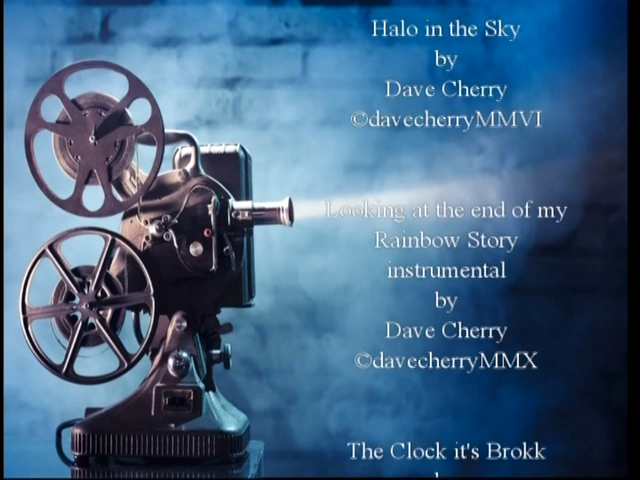 Halo in the Sky
by
Dave Cherry
©davecherryMMVI
Looking at the end of my
Rainbow Story
instrumental
by
Dave Cherry
©davecherryMMX
The Clock it's Brokk